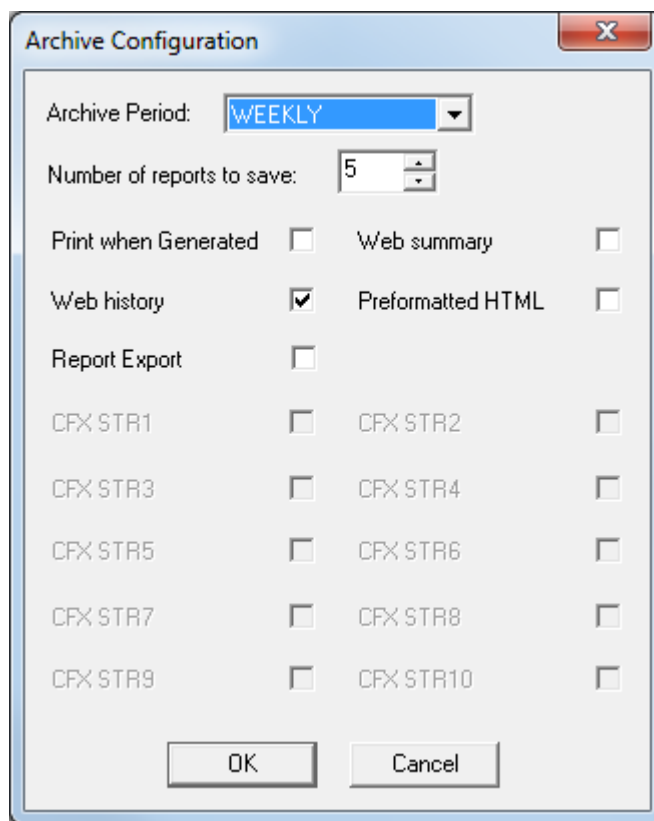 Archive Configuration
Archive Period: WEEKLY
Number of reports to save: 5
Print when Generated Web summary
Web history Preformatted HTML
Report Export
CFX STR1 CFX STR2
CFX STR3 CFX STR4
CFX STR5 CFX STR6
CFX STR7 CFX STR8
CFX STR9 CFX STR10
OK Cancel